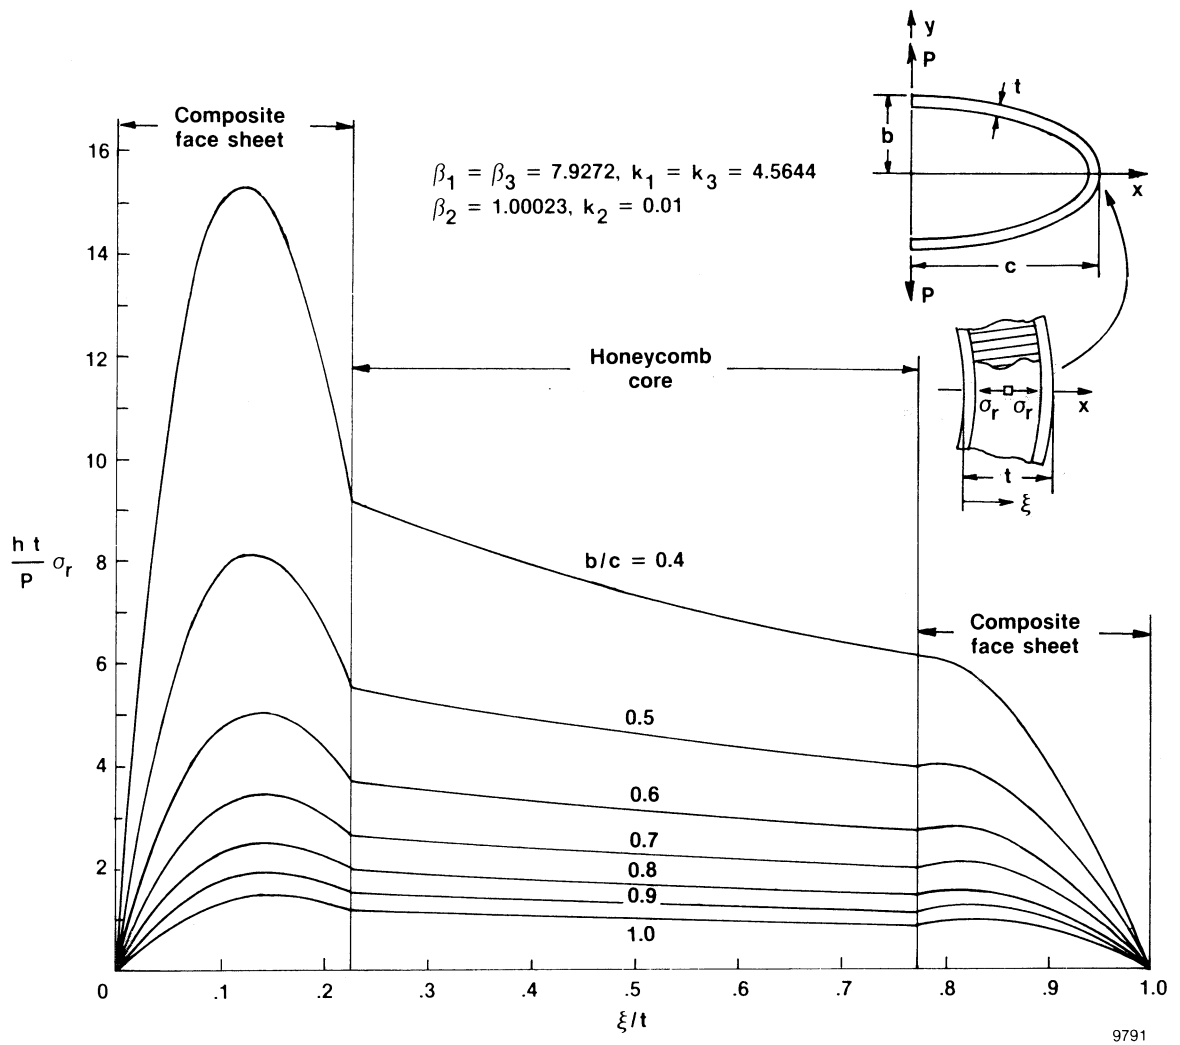 y
P
t
b
x
c
P
Composite
face sheet
16
β1 = β3 = 7.9272, k1 = k3 = 4.5644
β2 = 1.00023, k2 = 0.01
14
12
Honeycomb
core
σr σr
x
t
ξ
10
h t
P
σr
8
b/c = 0.4
Composite
face sheet
6
0.5
4
0.6
0.7
2
0.8
0.9
1.0
0
.1
.2
.3
.4
.5
.6
.7
.8
.9
1.0
ξ/t
9791